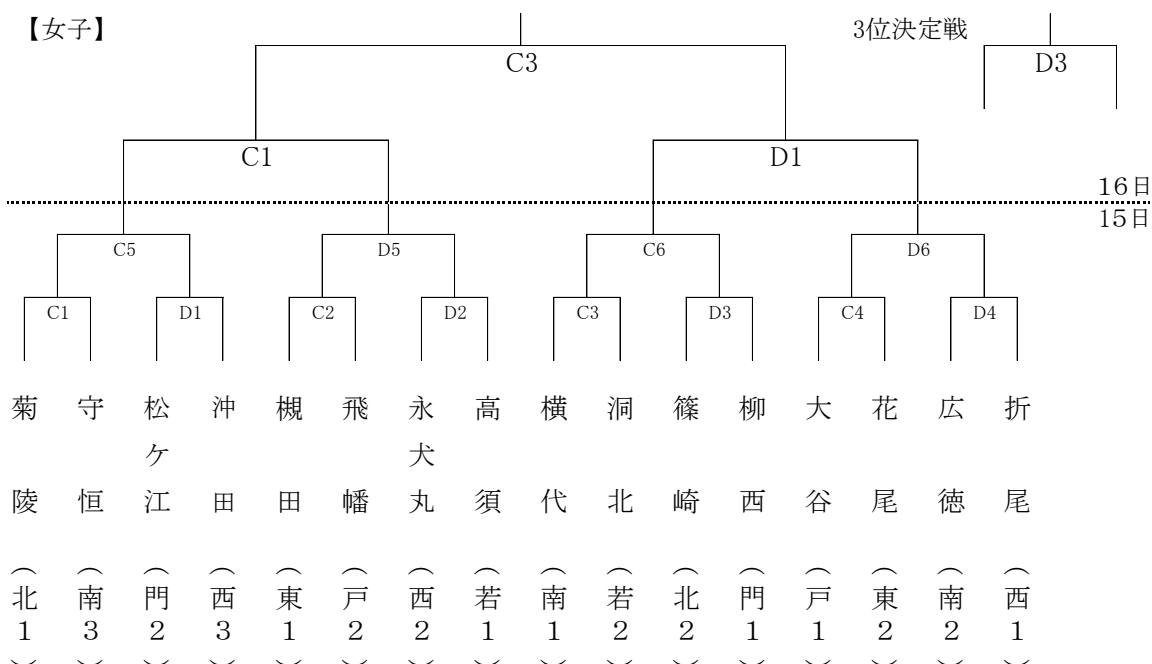 【女子】
3位決定戦
C3
D3
C1
D1
16日
15日
C5
D5
C6
D6
C1
D1
C2
D2
C3
D3
C4
D4
菊陵（北1）
守恒（南3）
松ケ江（門2）
沖田（西3）
槻田（東1）
飛幡（戸2）
永犬丸（西2）
高須（若1）
横代（南1）
洞北（若2）
篠崎（北2）
柳西（門1）
大谷（戸1）
花尾（東2）
広徳（南2）
折尾（西1）